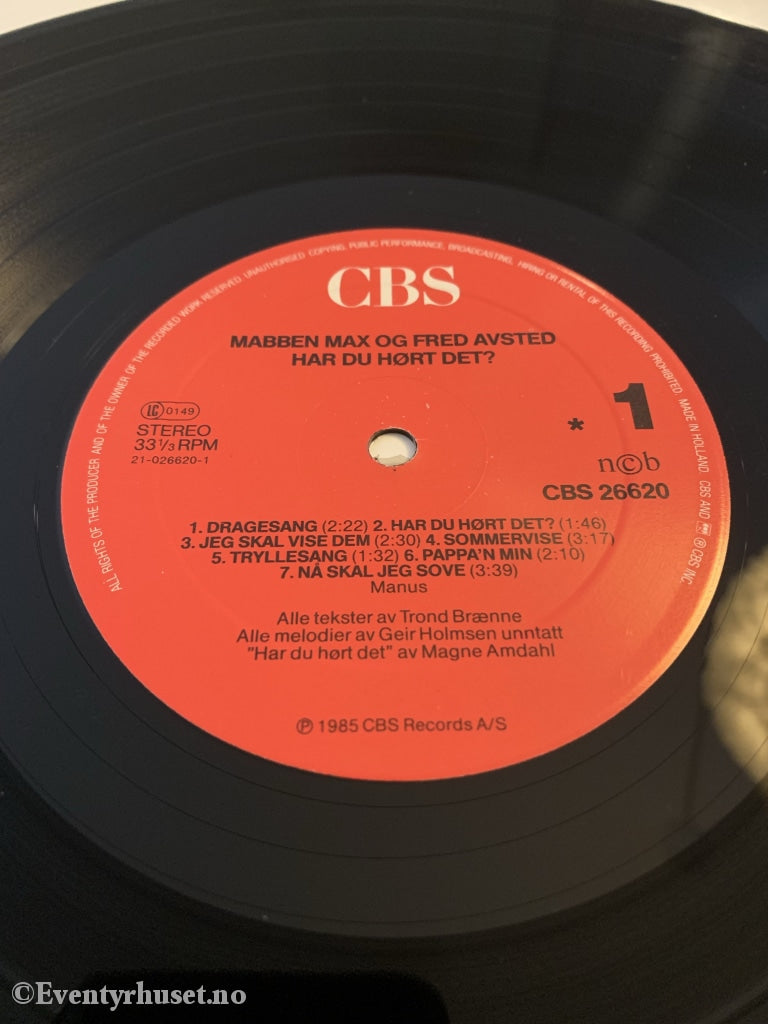 ALL RIGHTS OF THE PRODUCER AND OF THE OWNER OF THE RECORDED WORK RESERVED. UNAUTHORISED COPYING, PUBLIC PERFORMANCE, BROADCASTING, HIRING OR RENTAL OF THIS RECORDING PROHIBITED. MADE IN HOLLAND. CBS AND ℗ CBS INC.
CBS
MABBEN MAX OG FRED AVSTED
HAR DU HØRT DET?
LC 0149
STEREO
33 1/3 RPM
21-026620-1
* 1
n©b
CBS 26620
1. DRAGESANG (2:22) 2. HAR DU HØRT DET? (1:46)
3. JEG SKAL VISE DEM (2:30) 4. SOMMERVISE (3:17)
5. TRYLLESANG (1:32) 6. PAPPA'N MIN (2:10)
7. NÅ SKAL JEG SOVE (3:39)
Manus
Alle tekster av Trond Brænne
Alle melodier av Geir Holmsen unntatt
"Har du hørt det" av Magne Amdahl
℗ 1985 CBS Records A/S
©Eventyrhuset.no